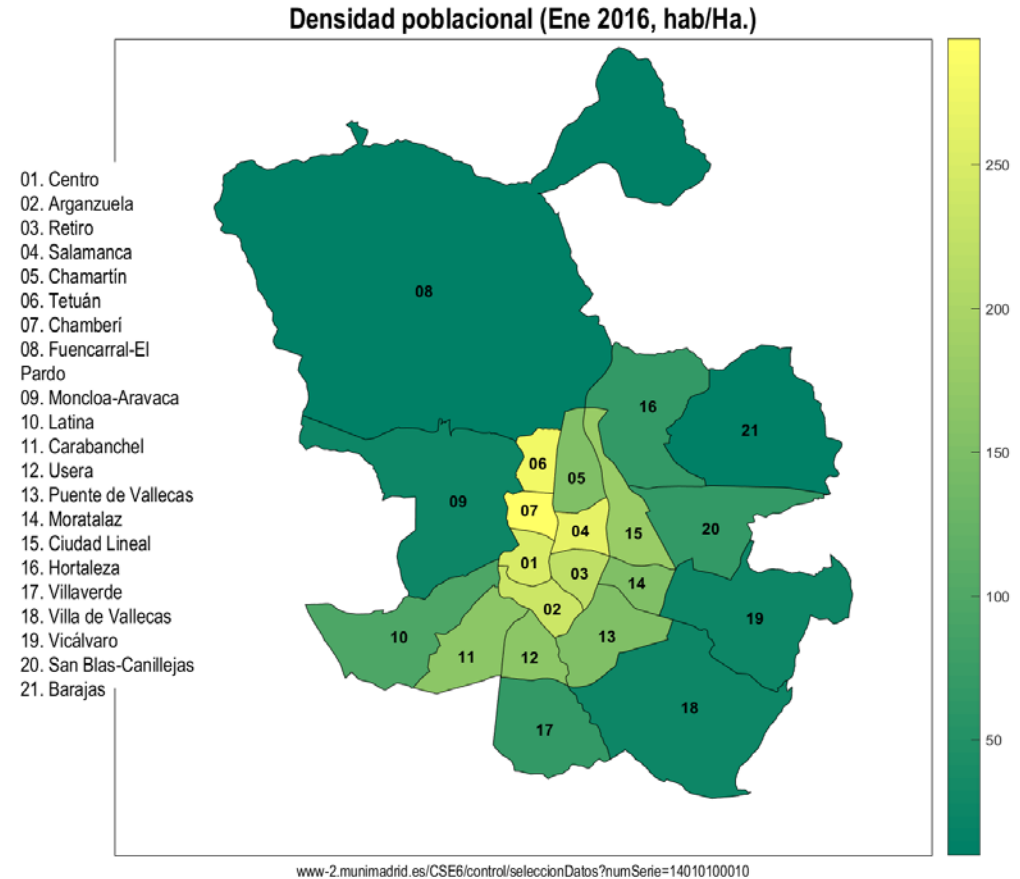 Densidad poblacional (Ene 2016, hab/Ha.)
01. Centro
02. Arganzuela
03. Retiro
04. Salamanca
05. Chamartín
06. Tetuán
07. Chamberí
08. Fuencarral-El
Pardo
09. Moncloa-Aravaca
10. Latina
11. Carabanchel
12. Usera
13. Puente de Vallecas
14. Moratalaz
15. Ciudad Lineal
16. Hortaleza
17. Villaverde
18. Villa de Vallecas
19. Vicálvaro
20. San Blas-Canillejas
21. Barajas
08
16
21
06
05
09
07
04
15
20
01
03
14
02
19
10
13
11
12
18
17
250
200
150
100
50
www-2.munimadrid.es/CSE6/control/seleccionDatos?numSerie=14010100010